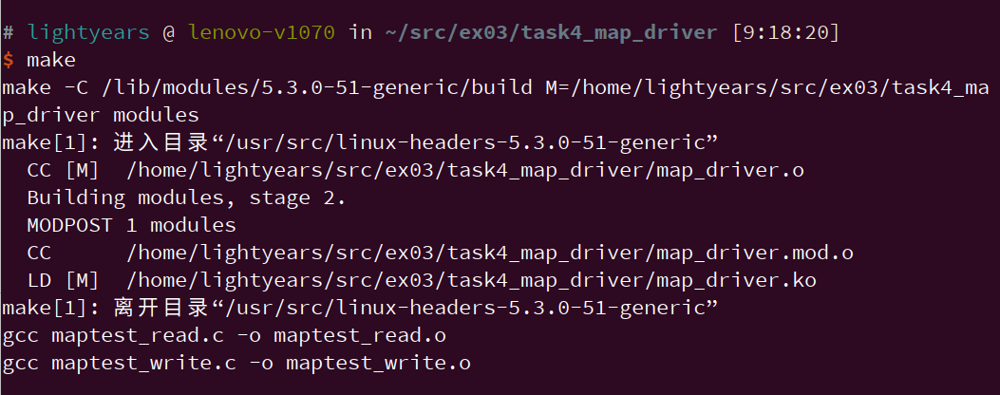 # lightyears @ lenovo-v1070 in ~/src/ex03/task4_map_driver [9:18:20]
$ make
make -C /lib/modules/5.3.0-51-generic/build M=/home/lightyears/src/ex03/task4_ma
p_driver modules
make[1]: 进入目录“/usr/src/linux-headers-5.3.0-51-generic”
  CC [M]  /home/lightyears/src/ex03/task4_map_driver/map_driver.o
  Building modules, stage 2.
  MODPOST 1 modules
  CC      /home/lightyears/src/ex03/task4_map_driver/map_driver.mod.o
  LD [M]  /home/lightyears/src/ex03/task4_map_driver/map_driver.ko
make[1]: 离开目录“/usr/src/linux-headers-5.3.0-51-generic”
gcc maptest_read.c -o maptest_read.o
gcc maptest_write.c -o maptest_write.o